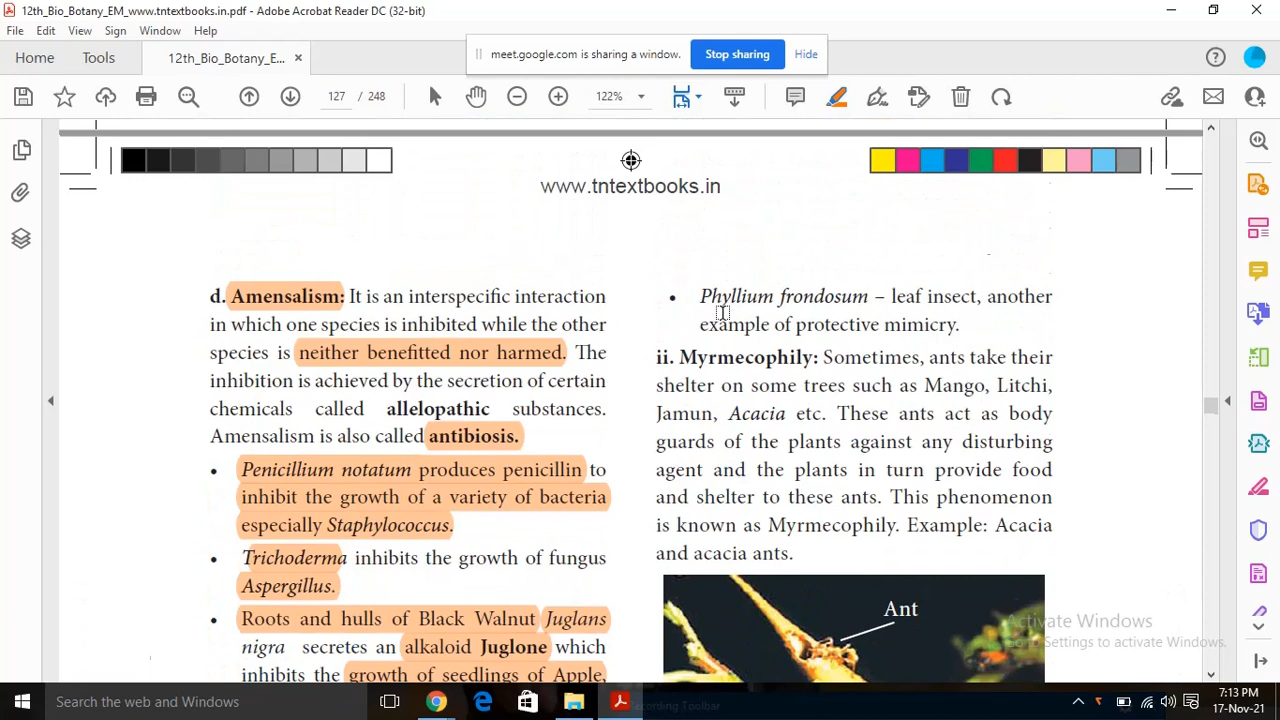 12th_Bio_Botany_EM_www.tntextbooks.in.pdf - Adobe Acrobat Reader DC (32-bit)
File Edit View Sign Window Help
Home Tools 12th_Bio_Botany_E...
meet.google.com is sharing a window. Stop sharing Hide
127 / 248 122%
www.tntextbooks.in
d. Amensalism: It is an interspecific interaction
in which one species is inhibited while the other
species is neither benefitted nor harmed. The
inhibition is achieved by the secretion of certain
chemicals called allelopathic substances.
Amensalism is also called antibiosis.
• Penicillium notatum produces penicillin to
inhibit the growth of a variety of bacteria
especially Staphylococcus.
• Trichoderma inhibits the growth of fungus
Aspergillus.
• Roots and hulls of Black Walnut Juglans
nigra secretes an alkaloid Juglone which
inhibits the growth of seedlings of Apple,
• Phyllium frondosum – leaf insect, another
example of protective mimicry.
ii. Myrmecophily: Sometimes, ants take their
shelter on some trees such as Mango, Litchi,
Jamun, Acacia etc. These ants act as body
guards of the plants against any disturbing
agent and the plants in turn provide food
and shelter to these ants. This phenomenon
is known as Myrmecophily. Example: Acacia
and acacia ants.
Ant
Activate Windows
Go to Settings to activate Windows.
Search the web and Windows
Recording Toolbar
7:13 PM
17-Nov-21